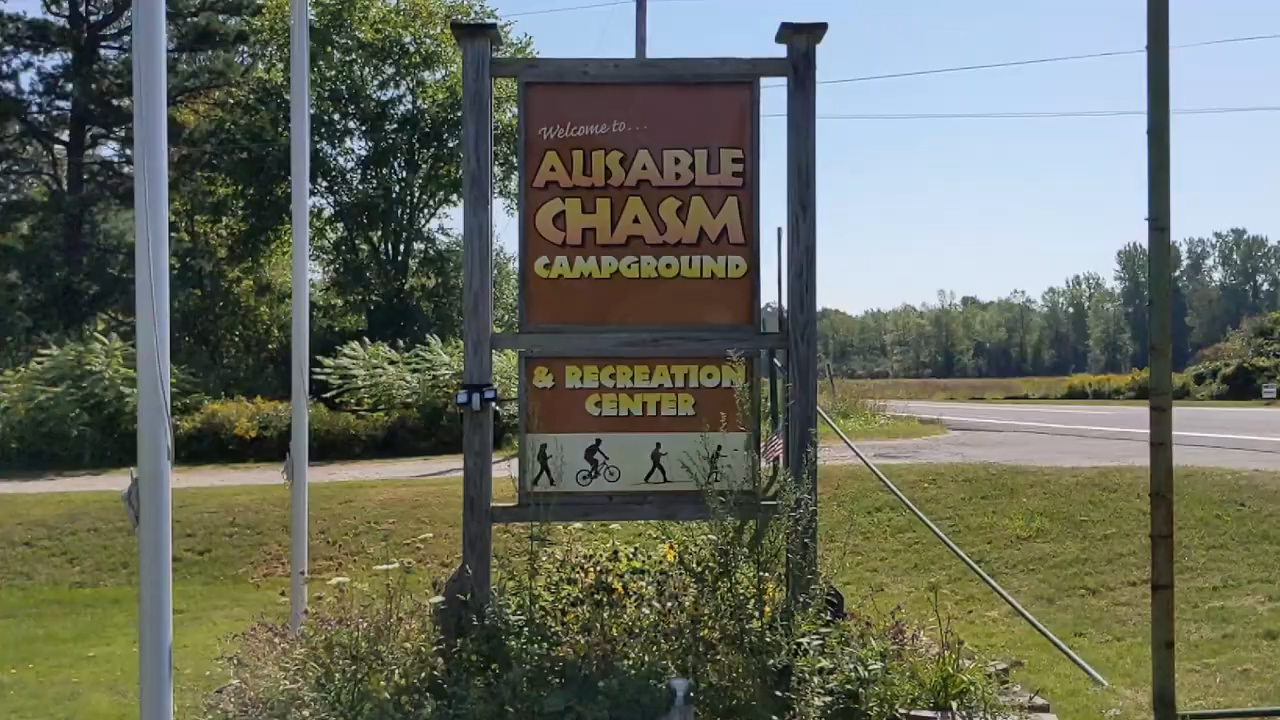 Welcome to...
AUSABLE
CHASM
CAMPGROUND
& RECREATION
CENTER